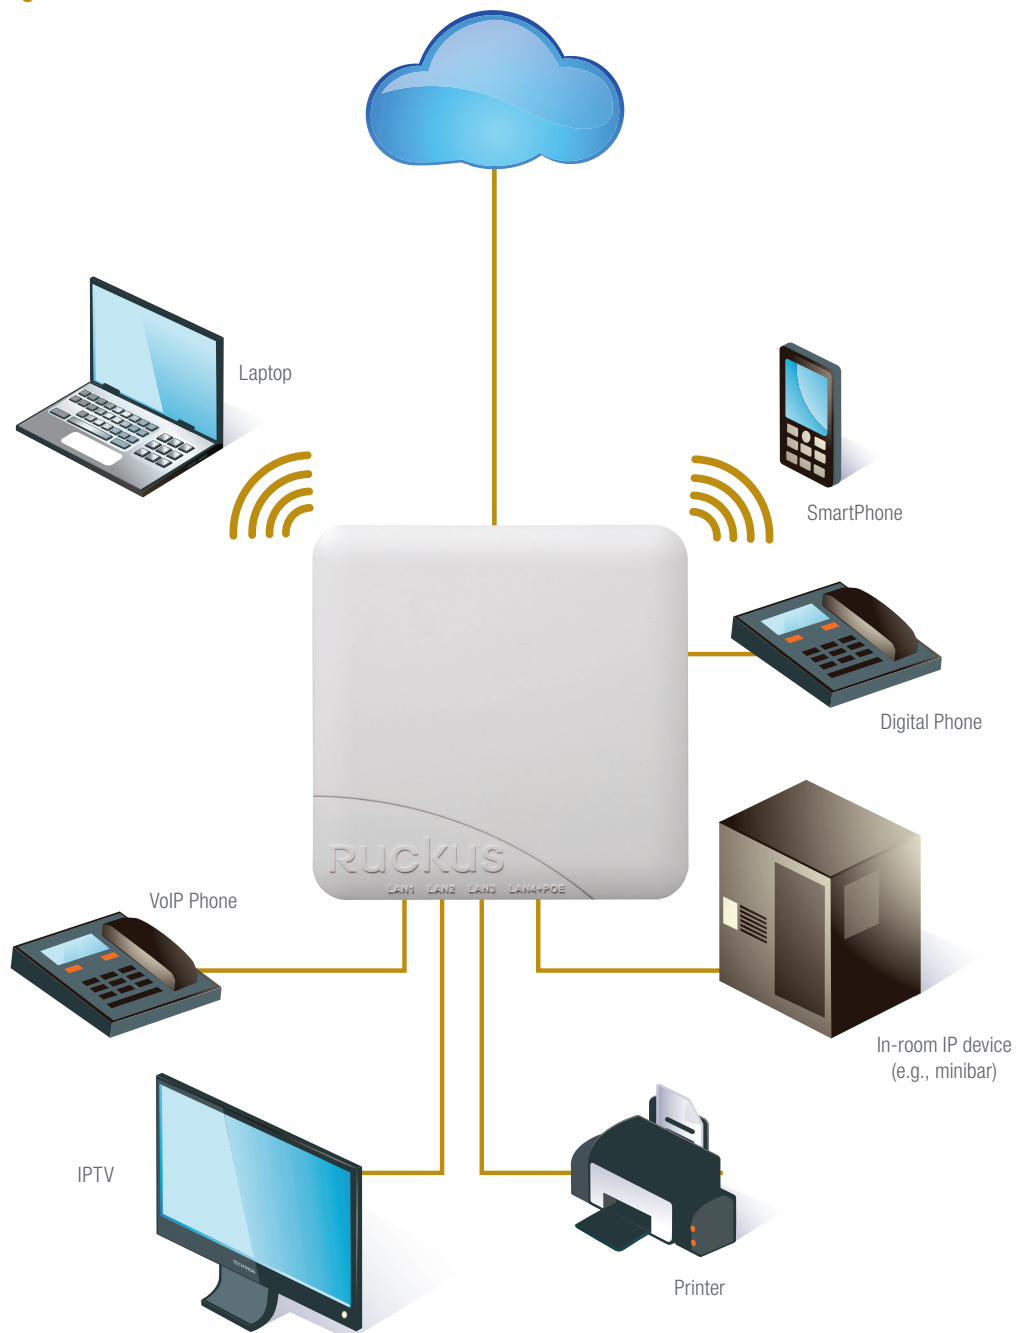 Laptop
SmartPhone
Digital Phone
RUCKUS
LAN1 LAN2 LAN3 LAN4+POE
VoIP Phone
In-room IP device
(e.g., minibar)
IPTV
Printer